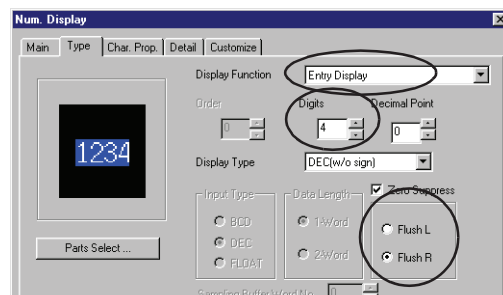 Num. Display
Main Type Char. Prop. Detail Customize
Display Function Entry Display
Order Digits Decimal Point
0 4 0
1234
Display Type DEC(w/o sign)
Input Type Data Length Zero Suppress
BCD 1-Word Flush L
DEC
Parts Select ... 2-Word Flush R
FLOAT
Sampling Buffer Word No. 0